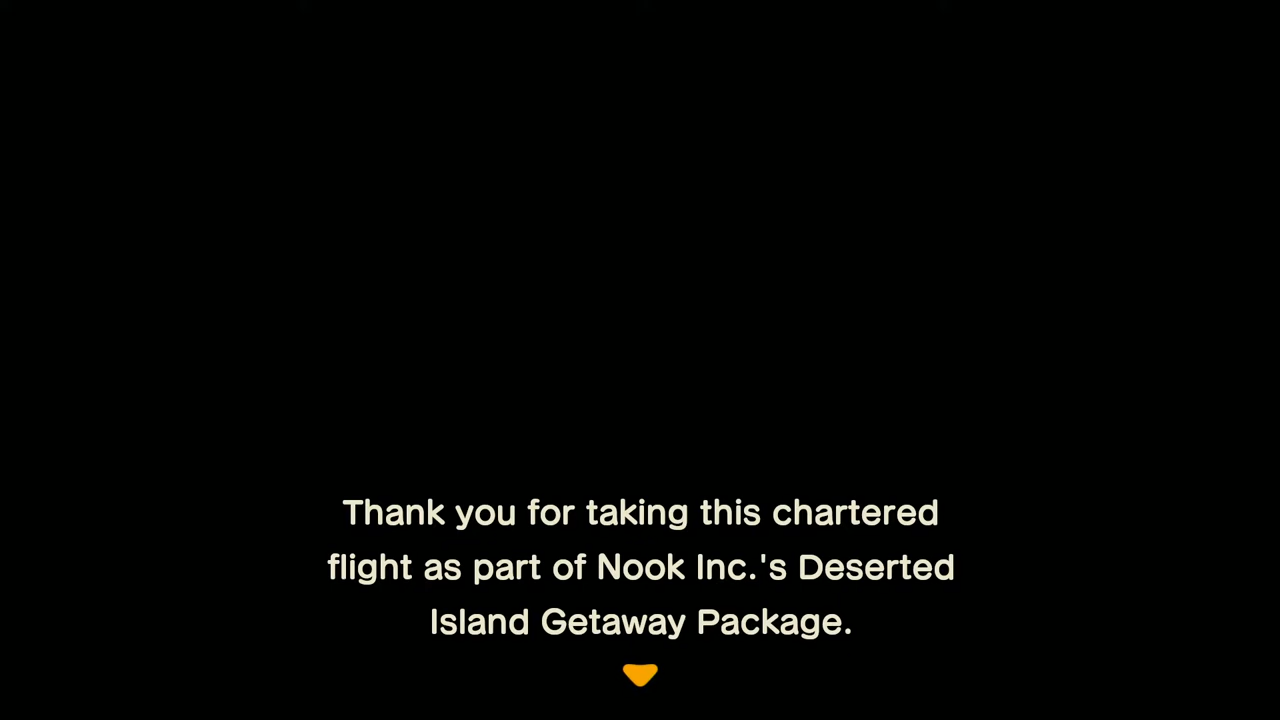 Thank you for taking this chartered
flight as part of Nook Inc.'s Deserted
Island Getaway Package.